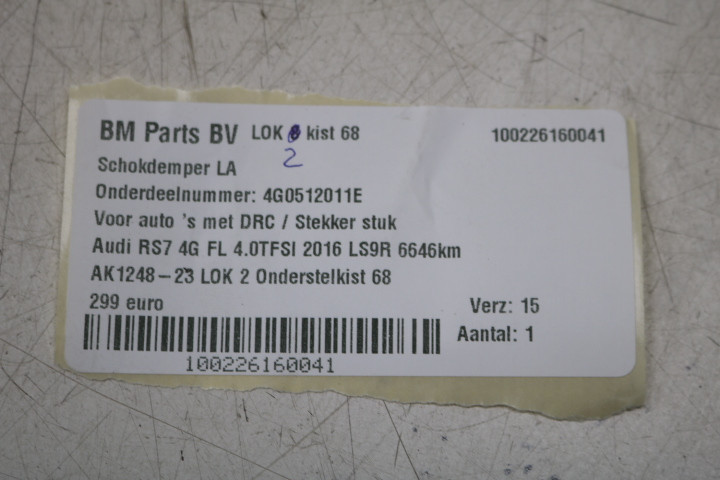 BM Parts BV LOK kist 68 100226160041
2
Schokdemper LA
Onderdeelnummer: 4G0512011E
Voor auto 's met DRC / Stekker stuk
Audi RS7 4G FL 4.0TFSI 2016 LS9R 6646km
AK1248-23 LOK 2 Onderstelkist 68
299 euro Verz: 15
Aantal: 1
100226160041